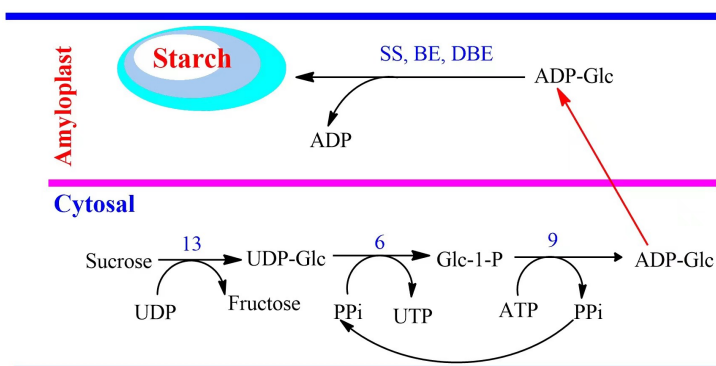 Amyloplast
Starch
SS, BE, DBE
ADP-Glc
ADP
Cytosal
Sucrose
13
UDP-Glc
6
Glc-1-P
9
ADP-Glc
UDP
Fructose
PPi
UTP
ATP
PPi